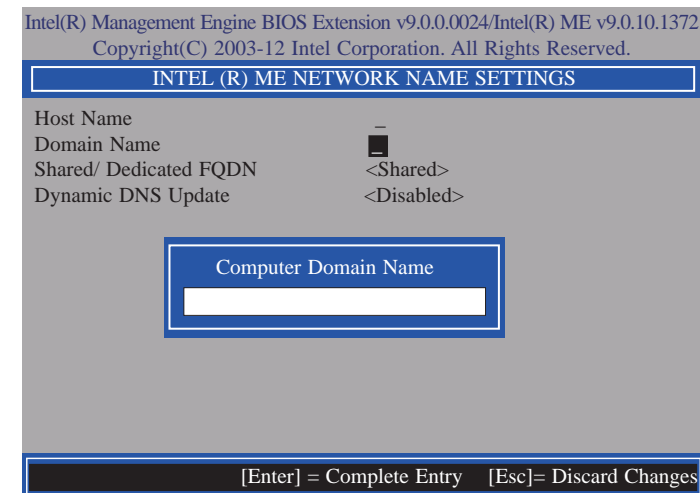 Intel(R) Management Engine BIOS Extension v9.0.0.0024/Intel(R) ME v9.0.10.1372
Copyright(C) 2003-12 Intel Corporation. All Rights Reserved.
INTEL (R) ME NETWORK NAME SETTINGS
Host Name _
Domain Name _
Shared/ Dedicated FQDN <Shared>
Dynamic DNS Update <Disabled>
Computer Domain Name
[Enter] = Complete Entry [Esc]= Discard Changes